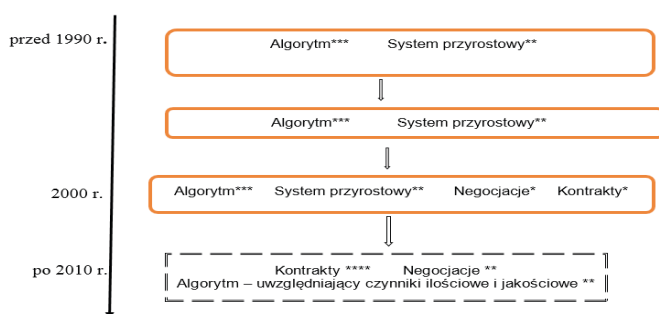 przed 1990 r.
Algorytm*** System przyrostowy**
Algorytm*** System przyrostowy**
2000 r.
Algorytm*** System przyrostowy** Negocjacje* Kontrakty*
po 2010 r.
Kontrakty **** Negocjacje **
Algorytm – uwzględniający czynniki ilościowe i jakościowe **